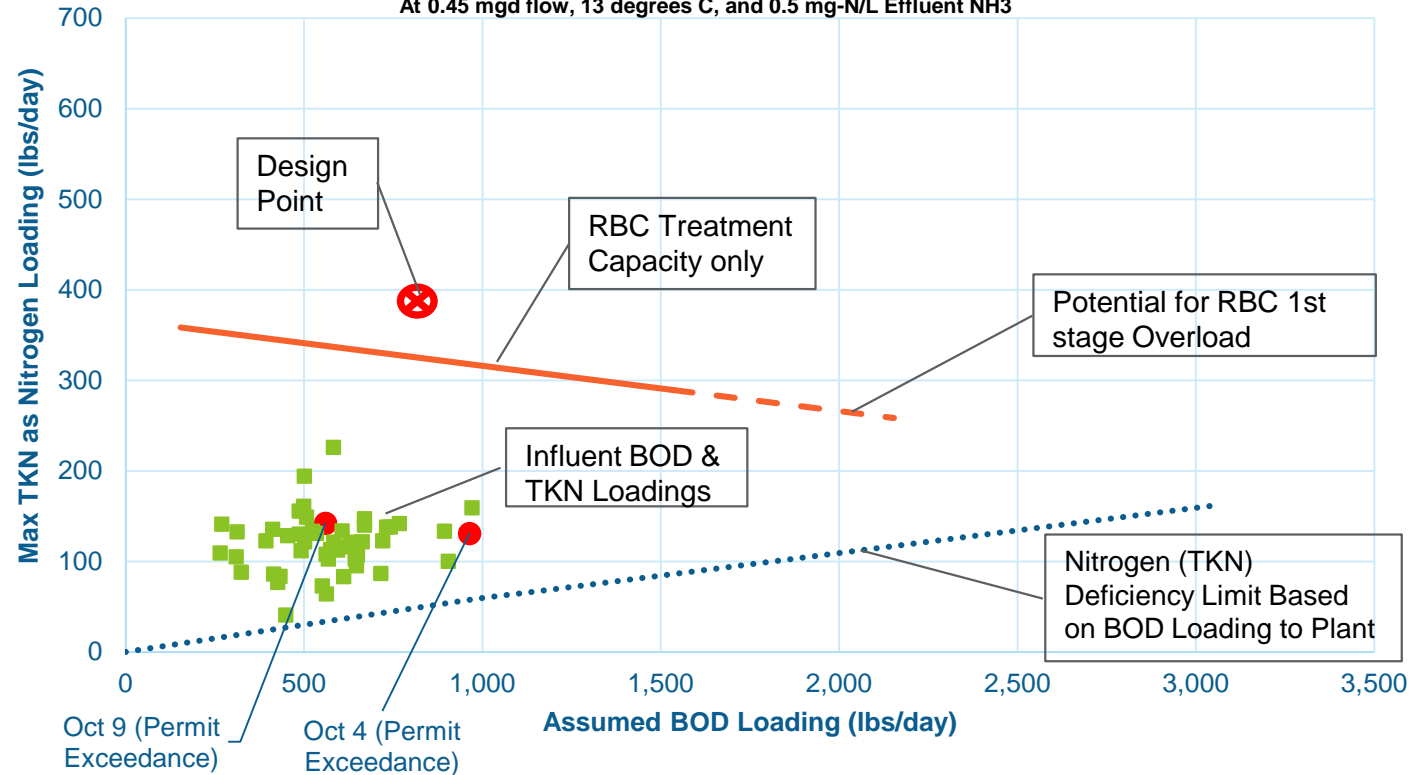 At 0.45 mgd flow, 13 degrees C, and 0.5 mg-N/L Effluent NH3
Max TKN as Nitrogen Loading (lbs/day)
700
600
500
400
300
200
100
0
Design
Point
RBC Treatment
Capacity only
Potential for RBC 1st
stage Overload
Influent BOD &
TKN Loadings
Nitrogen (TKN)
Deficiency Limit Based
on BOD Loading to Plant
0
500
1,000
1,500
2,000
2,500
3,000
3,500
Assumed BOD Loading (lbs/day)
Oct 9 (Permit
Exceedance)
Oct 4 (Permit
Exceedance)